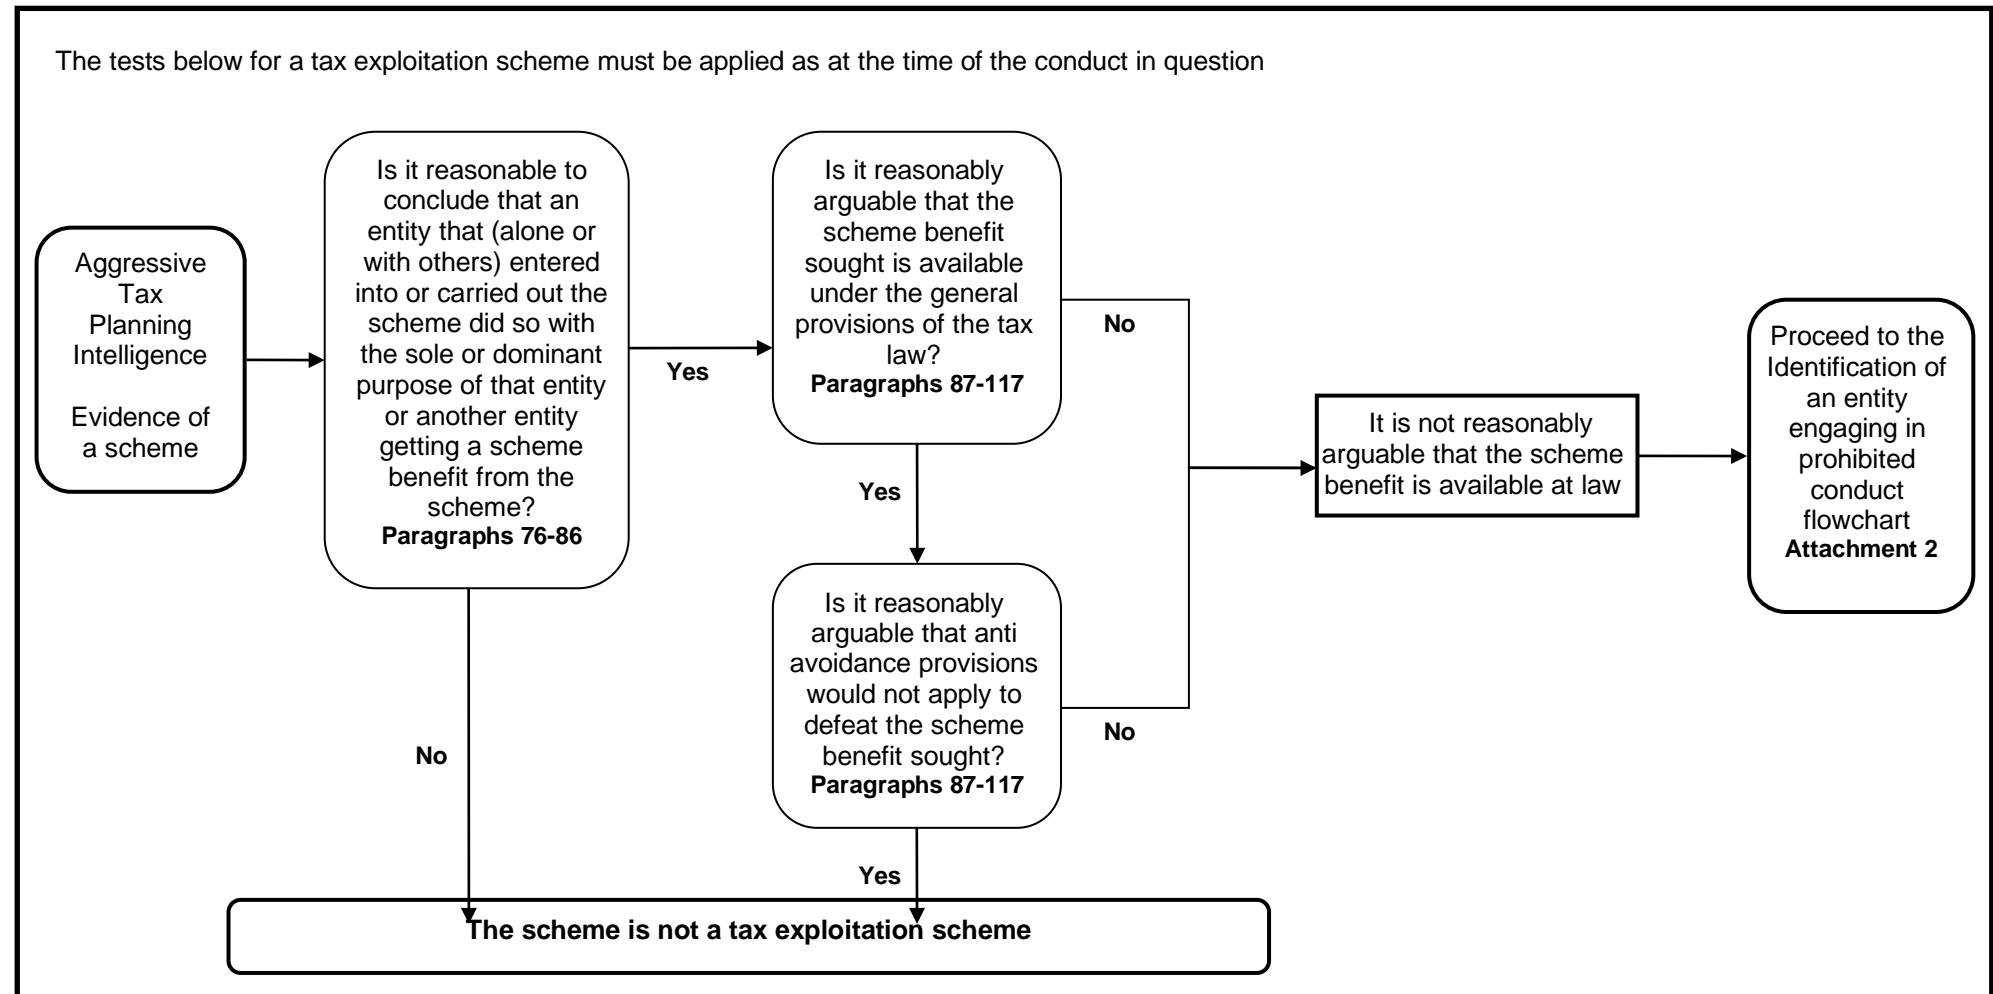 The tests below for a tax exploitation scheme must be applied as at the time of the conduct in question
Aggressive
Tax
Planning
Intelligence
Evidence of
a scheme
Is it reasonable to
conclude that an
entity that (alone or
with others) entered
into or carried out the
scheme did so with
the sole or dominant
purpose of that entity
or another entity
getting a scheme
benefit from the
scheme?
Paragraphs 76-86
Yes
No
Is it reasonably
arguable that the
scheme benefit
sought is available
under the general
provisions of the tax
law?
Paragraphs 87-117
No
Yes
Is it reasonably
arguable that anti
avoidance provisions
would not apply to
defeat the scheme
benefit sought?
Paragraphs 87-117
No
Yes
It is not reasonably
arguable that the scheme
benefit is available at law
Proceed to the
Identification of
an entity
engaging in
prohibited
conduct
flowchart
Attachment 2
The scheme is not a tax exploitation scheme